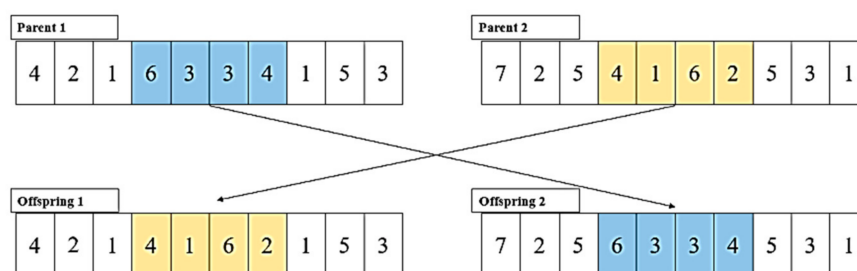 Parent 1
4 2 1 6 3 3 4 1 5 3
Parent 2
7 2 5 4 1 6 2 5 3 1
Offspring 1
4 2 1 4 1 6 2 1 5 3
Offspring 2
7 2 5 6 3 3 4 5 3 1